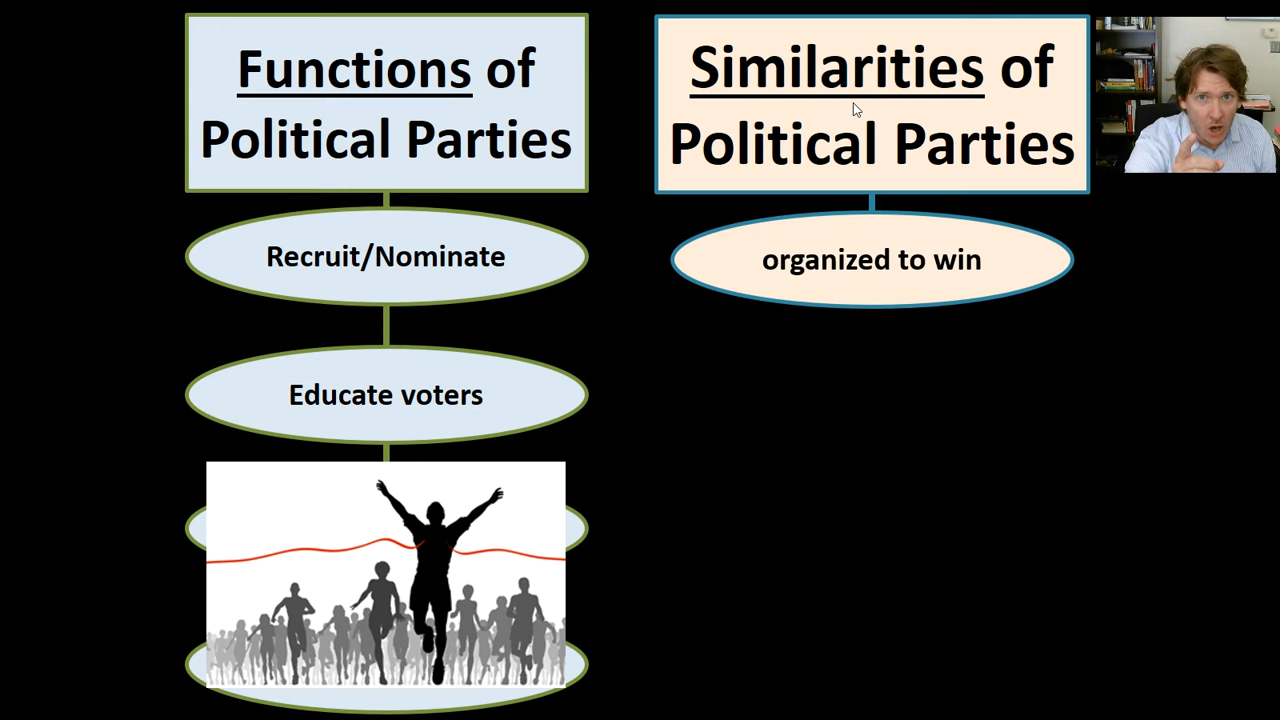 Functions of
Political Parties
Recruit/Nominate
Educate voters
Similarities of
Political Parties
organized to win